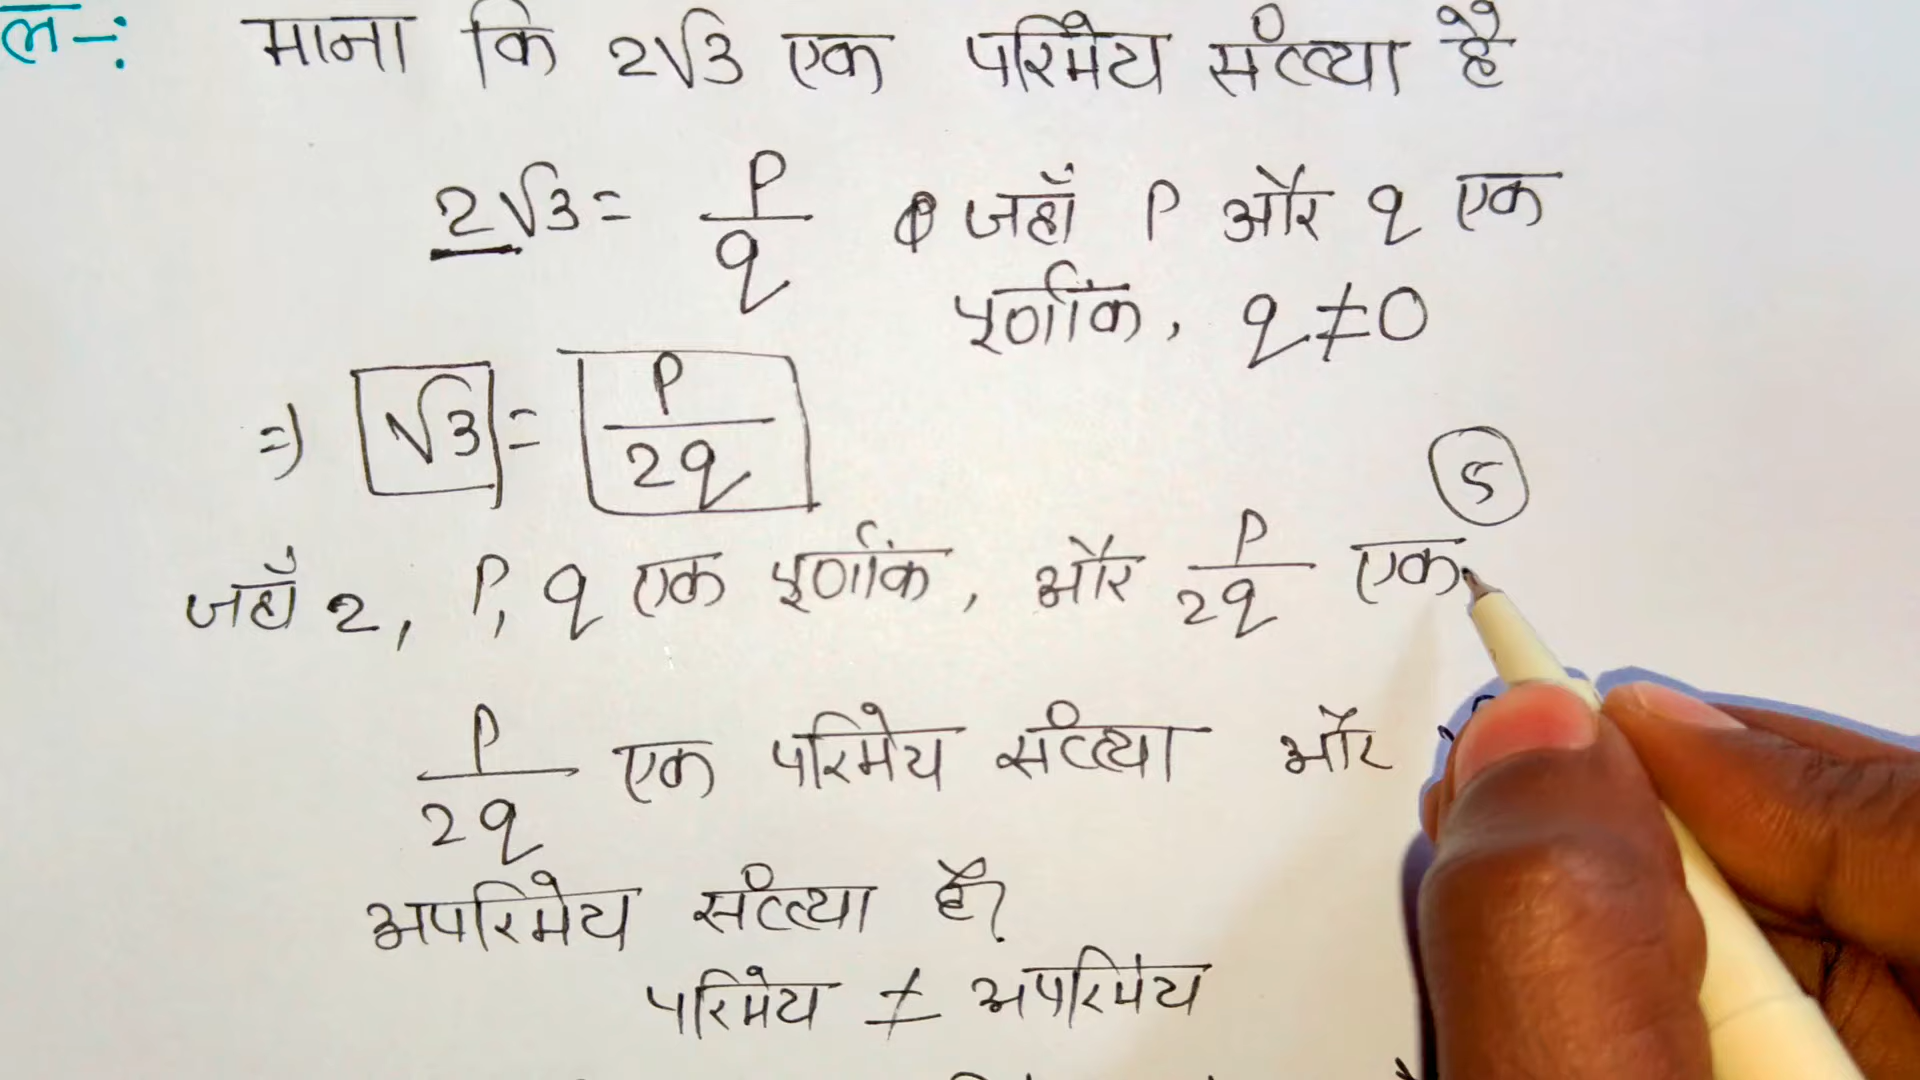 ल-:
माना कि 2√3 एक परिमेय संख्या है
2√3 = P/q जहाँ P और q एक
पूर्णांक, q ≠ 0
⇒ √3 = P/2q
5
जहाँ 2, P, q एक पूर्णांक, और P/2q एक
P/2q एक परिमेय संख्या और
अपरिमेय संख्या है
परिमेय ≠ अपरिमेय